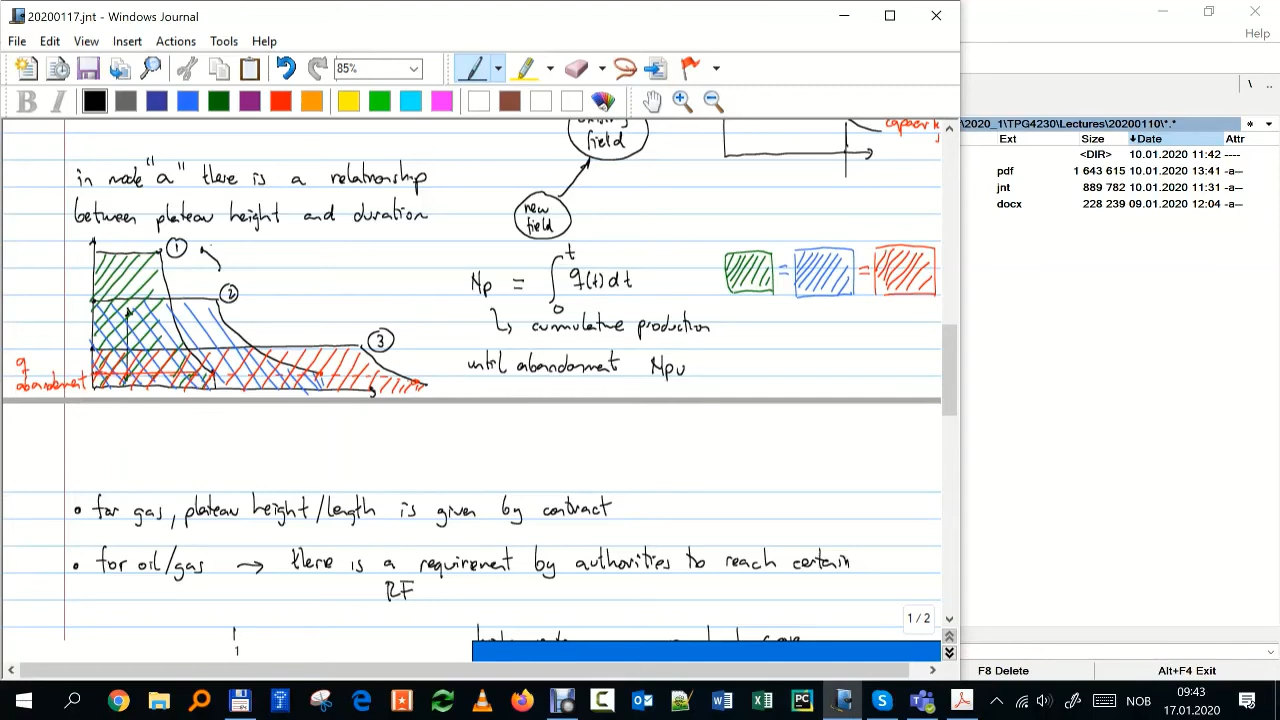 20200117.jnt - Windows Journal
File Edit View Insert Actions Tools Help
Help
85%
B I
\ ..
\2020_1\TPG4230\Lectures\20200110\*.*
Ext Size Date Attr
<DIR> 10.01.2020 11:42 ----
pdf 1 643 615 10.01.2020 13:41 -a--
jnt 889 782 10.01.2020 11:31 -a--
docx 228 239 09.01.2020 12:04 -a--
field
new
field
in mode "a" there is a relationship
between plateau height and duration
1
2
3
q
abandonment
Np = ∫ 0 t q(t) dt
cumulative production
until abandonment Npu
= =
• for gas, plateau height/length is given by contract
• for oil/gas → there is a requirement by authorities to reach certain
RF
1 / 2
F8 Delete Alt+F4 Exit
NOB
09:43
17.01.2020